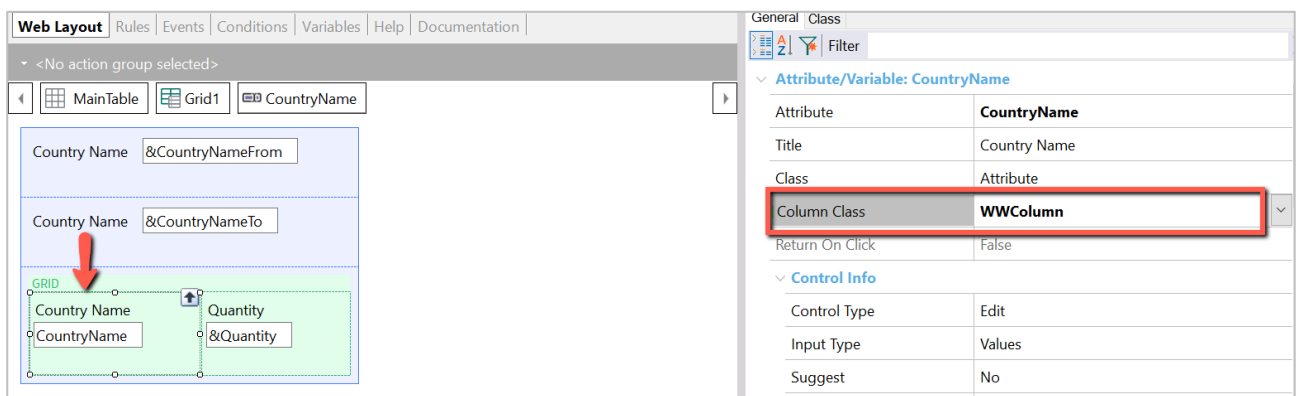 Web Layout Rules Events Conditions Variables Help Documentation
<No action group selected>
MainTable Grid1 CountryName
Country Name &CountryNameFrom
Country Name &CountryNameTo
GRID
Country Name Quantity
CountryName &Quantity
General Class
Filter
Attribute/Variable: CountryName
Attribute CountryName
Title Country Name
Class Attribute
Column Class WWColumn
Return On Click False
Control Info
Control Type Edit
Input Type Values
Suggest No